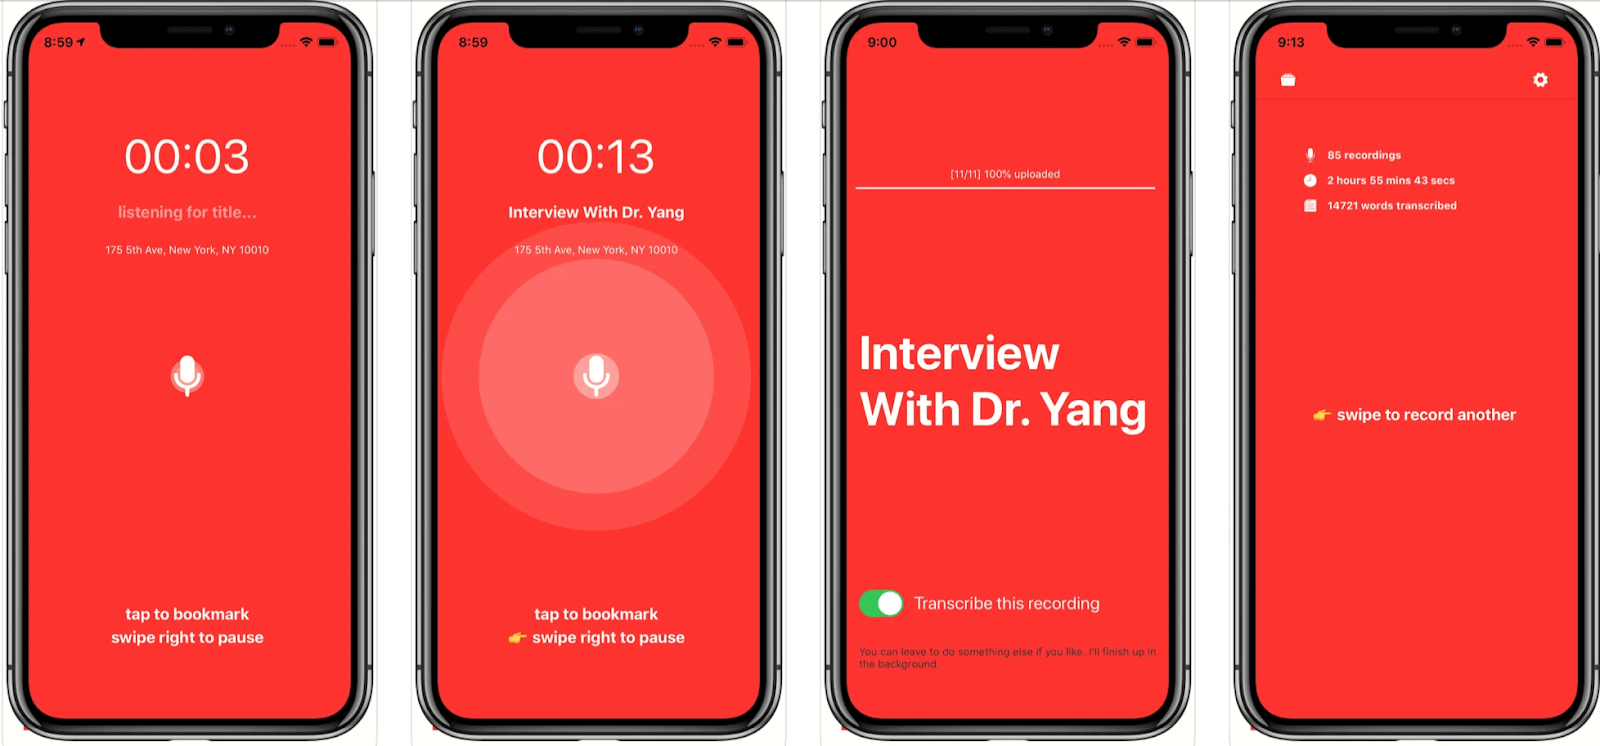 8:59
00:03
listening for title...
175 5th Ave, New York, NY 10010
tap to bookmark
swipe right to pause
8:59
00:13
Interview With Dr. Yang
175 5th Ave, New York, NY 10010
tap to bookmark
👉 swipe right to pause
9:00
[11/11] 100% uploaded
Interview
With Dr. Yang
Transcribe this recording
You can leave to do something else if you like. I'll finish up in
the background.
9:13
85 recordings
2 hours 55 mins 43 secs
14721 words transcribed
👉 swipe to record another